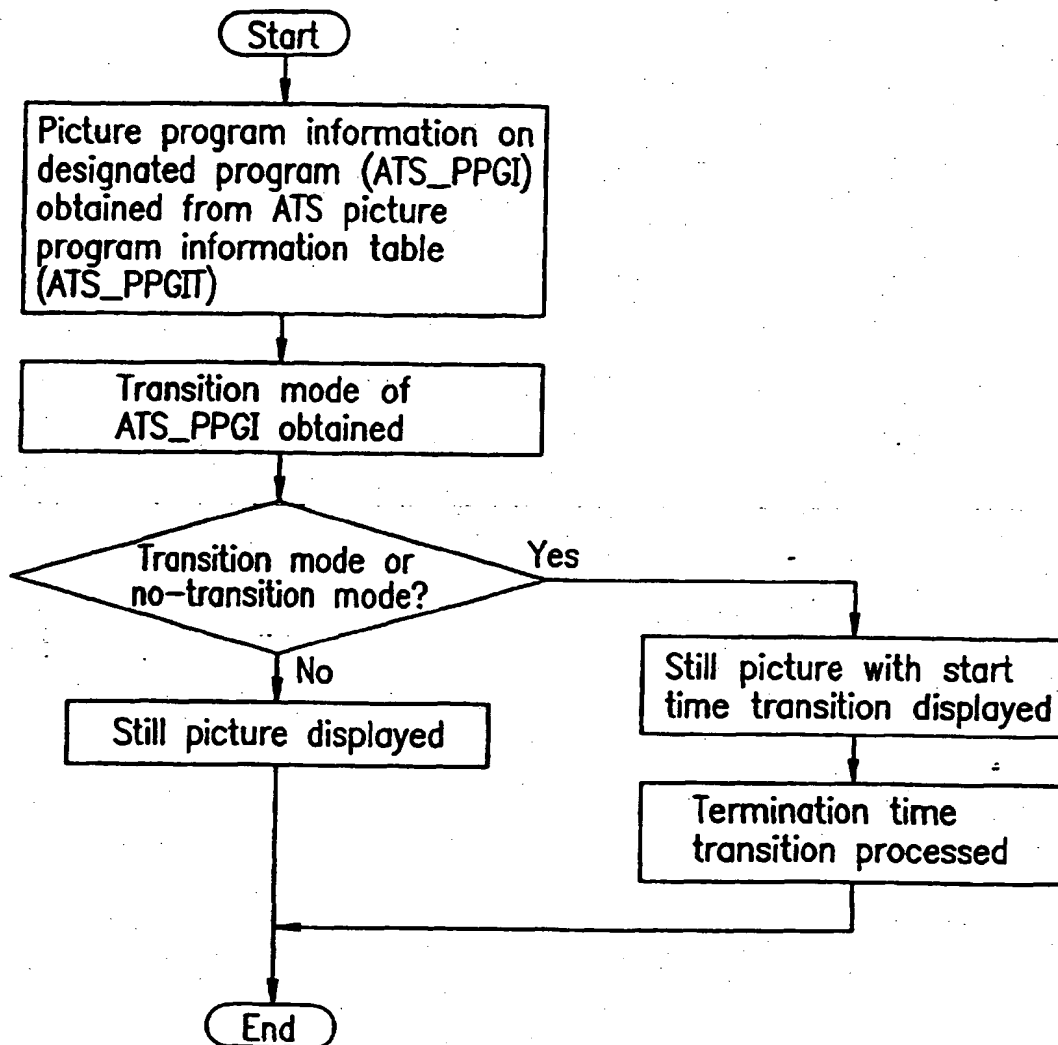 Start
Picture program information on
designated program (ATS_PPGI)
obtained from ATS picture
program information table
(ATS_PPGIT)
Transition mode of
ATS_PPGI obtained
Transition mode or
no-transition mode?
Yes
No
Still picture displayed
Still picture with start
time transition displayed
Termination time
transition processed
End